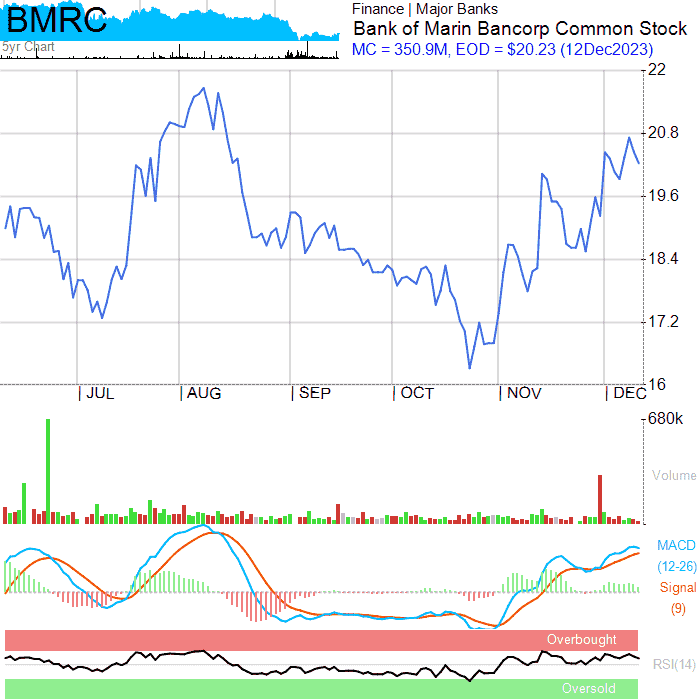 BMRC
5yr Chart
Finance | Major Banks
Bank of Marin Bancorp Common Stock
MC = 350.9M, EOD = $20.23 (12Dec2023)
22
20.8
19.6
18.4
17.2
16
JUL
AUG
SEP
OCT
NOV
DEC
680k
Volume
MACD
(12-26)
Signal
(9)
Overbought
RSI(14)
Oversold